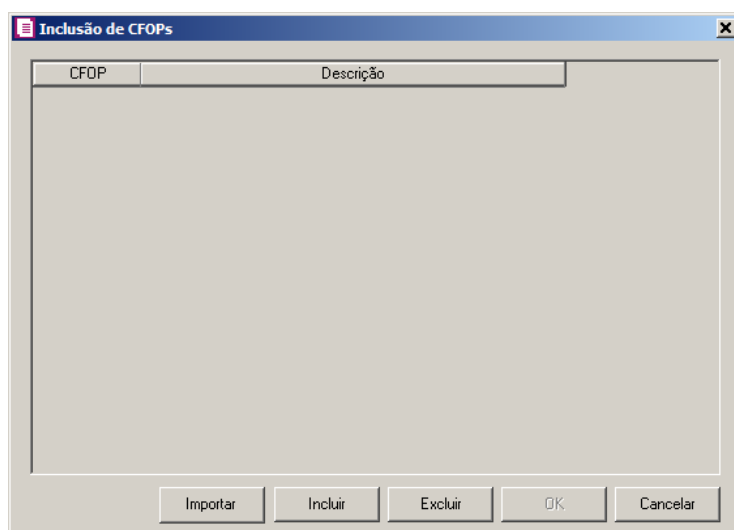 Inclusão de CFOPs
CFOP Descrição
Importar Incluir Excluir OK Cancelar